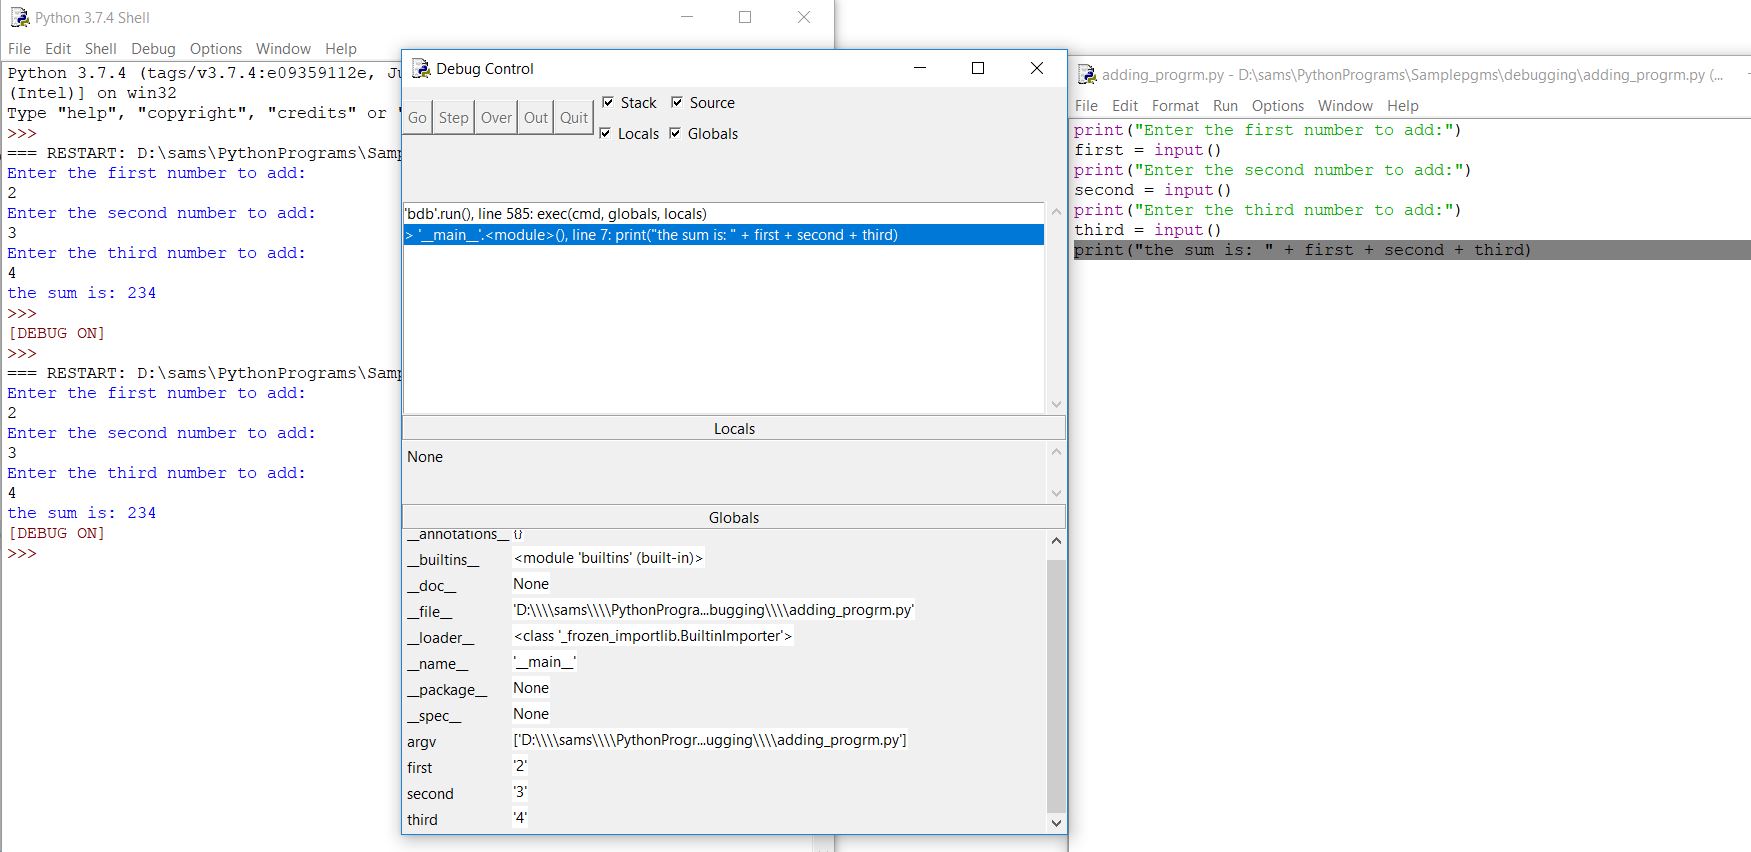 Python 3.7.4 Shell
File Edit Shell Debug Options Window Help
Python 3.7.4 (tags/v3.7.4:e09359112e,
(Intel)] on win32
Type "help", "copyright", "credits" or
>>>
=== RESTART: D:\sams\PythonPrograms\Sam
Enter the first number to add:
2
Enter the second number to add:
3
Enter the third number to add:
4
the sum is: 234
>>>
[DEBUG ON]
>>>
=== RESTART: D:\sams\PythonPrograms\Sam
Enter the first number to add:
2
Enter the second number to add:
3
Enter the third number to add:
4
the sum is: 234
[DEBUG ON]
>>>
Debug Control
Go Step Over Out Quit
Stack Source
Locals Globals
'bdb'.run(), line 585: exec(cmd, globals, locals)
> '__main__'.<module>(), line 7: print("the sum is: " + first + second + third)
Locals
None
Globals
__annotations__ {}
__builtins__ <module 'builtins' (built-in)>
__doc__ None
__file__ 'D:\\\\sams\\\\PythonProgra...bugging\\\\adding_progrm.py'
__loader__ <class '_frozen_importlib.BuiltinImporter'>
__name__ '__main__'
__package__ None
__spec__ None
argv ['D:\\\\sams\\\\PythonProgr...ugging\\\\adding_progrm.py']
first '2'
second '3'
third '4'
adding_progrm.py - D:\sams\PythonPrograms\Samplepgms\debugging\adding_progrm.py (...
File Edit Format Run Options Window Help
print("Enter the first number to add:")
first = input()
print("Enter the second number to add:")
second = input()
print("Enter the third number to add:")
third = input()
print("the sum is: " + first + second + third)